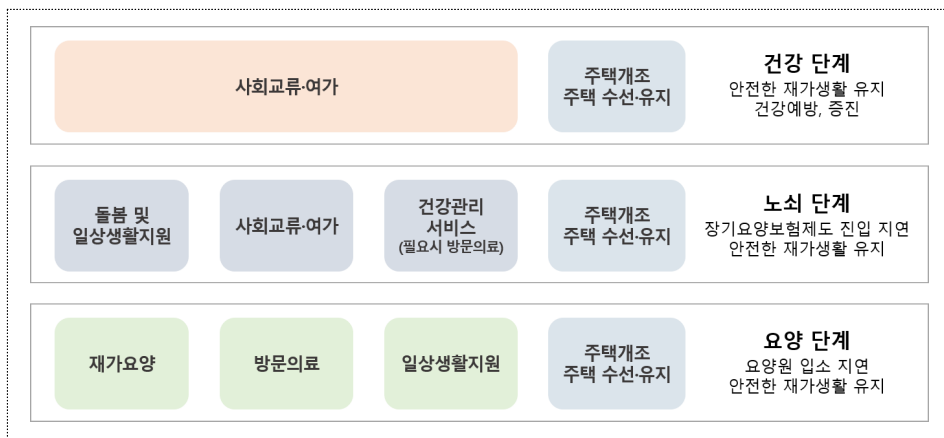 사회교류·여가
주택개조
주택 수선·유지
건강 단계
안전한 재가생활 유지
건강예방, 증진
돌봄 및
일상생활지원
사회교류·여가
건강관리
서비스
(필요시 방문의료)
주택개조
주택 수선·유지
노쇠 단계
장기요양보험제도 진입 지연
안전한 재가생활 유지
재가요양
방문의료
일상생활지원
주택개조
주택 수선·유지
요양 단계
요양원 입소 지연
안전한 재가생활 유지